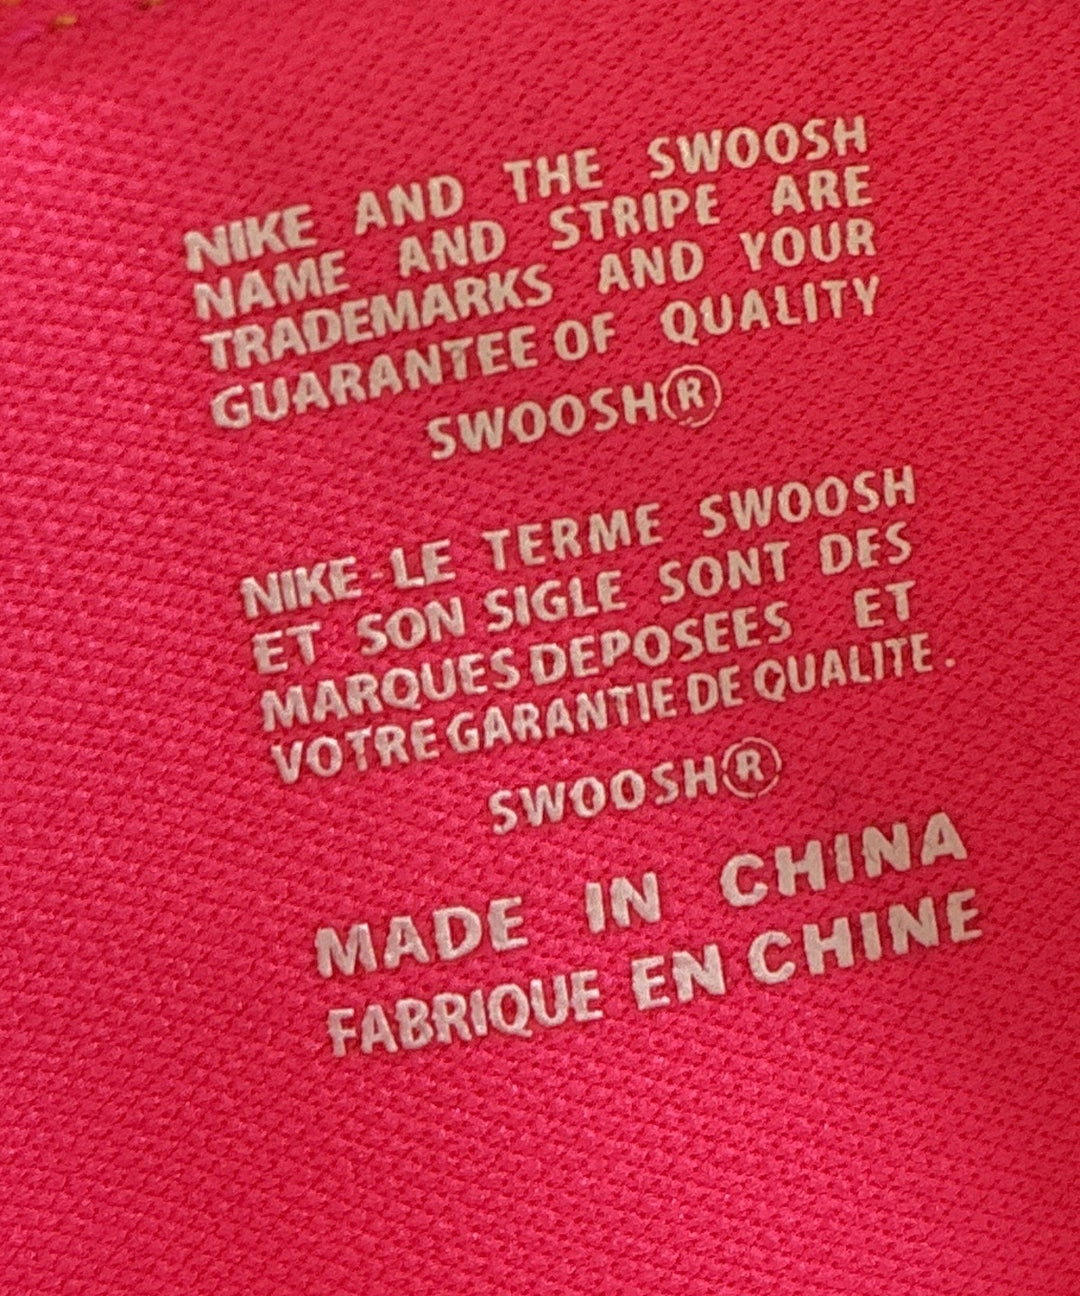 NIKE AND THE SWOOSH
NAME AND STRIPE ARE
TRADEMARKS AND YOUR
GUARANTEE OF QUALITY
SWOOSH®
NIKE LE TERME SWOOSH
ET SON SIGLE SONT DES
MARQUES DEPOSEES ET
VOTRE GARANTIE DE QUALITE.
SWOOSH®
MADE IN CHINA
FABRIQUE EN CHINE